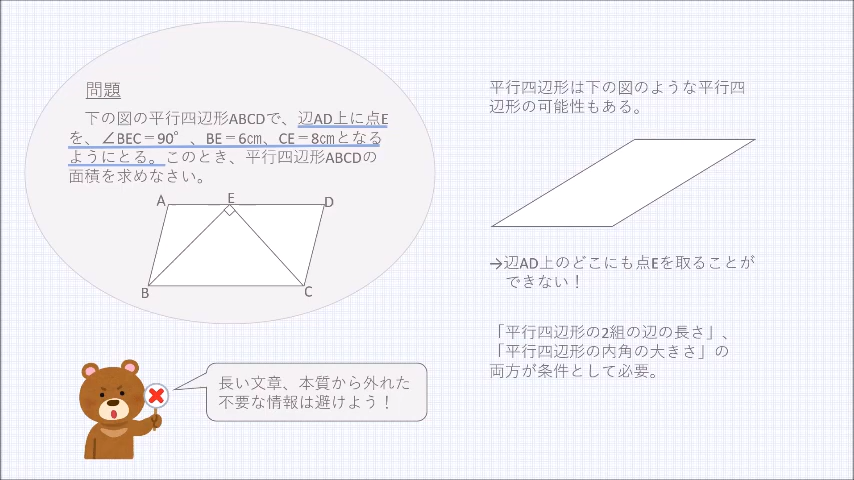 問題
下の図の平行四辺形ABCDで、辺AD上に点E
を、∠BEC＝90°、BE＝6㎝、CE＝8㎝となる
ようにとる。このとき、平行四辺形ABCDの
面積を求めなさい。
A
E
D
B
C
長い文章、本質から外れた
不要な情報は避けよう！
平行四辺形は下の図のような平行四
辺形の可能性もある。
→辺AD上のどこにも点Eを取ることが
できない！
「平行四辺形の2組の辺の長さ」、
「平行四辺形の内角の大きさ」の
両方が条件として必要。